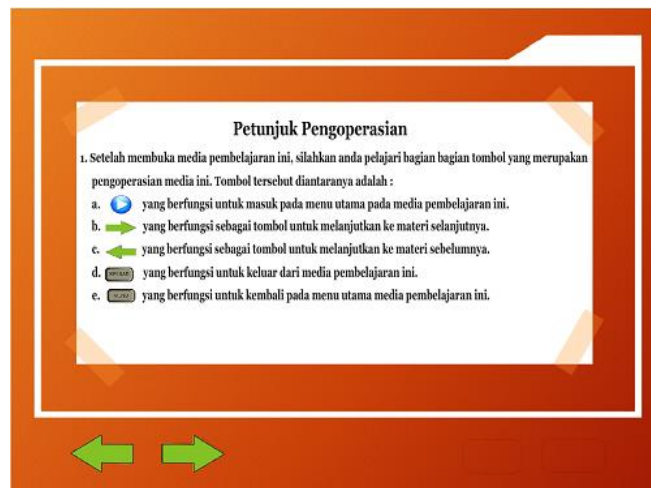 Petunjuk Pengoperasian
1. Setelah membuka media pembelajaran ini, silahkan anda pelajari bagian bagian tombol yang merupakan
pengoperasian media ini. Tombol tersebut diantaranya adalah :
a. yang berfungsi untuk masuk pada menu utama pada media pembelajaran ini.
b. yang berfungsi sebagai tombol untuk melanjutkan ke materi selanjutnya.
c. yang berfungsi sebagai tombol untuk melanjutkan ke materi sebelumnya.
d. yang berfungsi untuk keluar dari media pembelajaran ini.
e. yang berfungsi untuk kembali pada menu utama media pembelajaran ini.